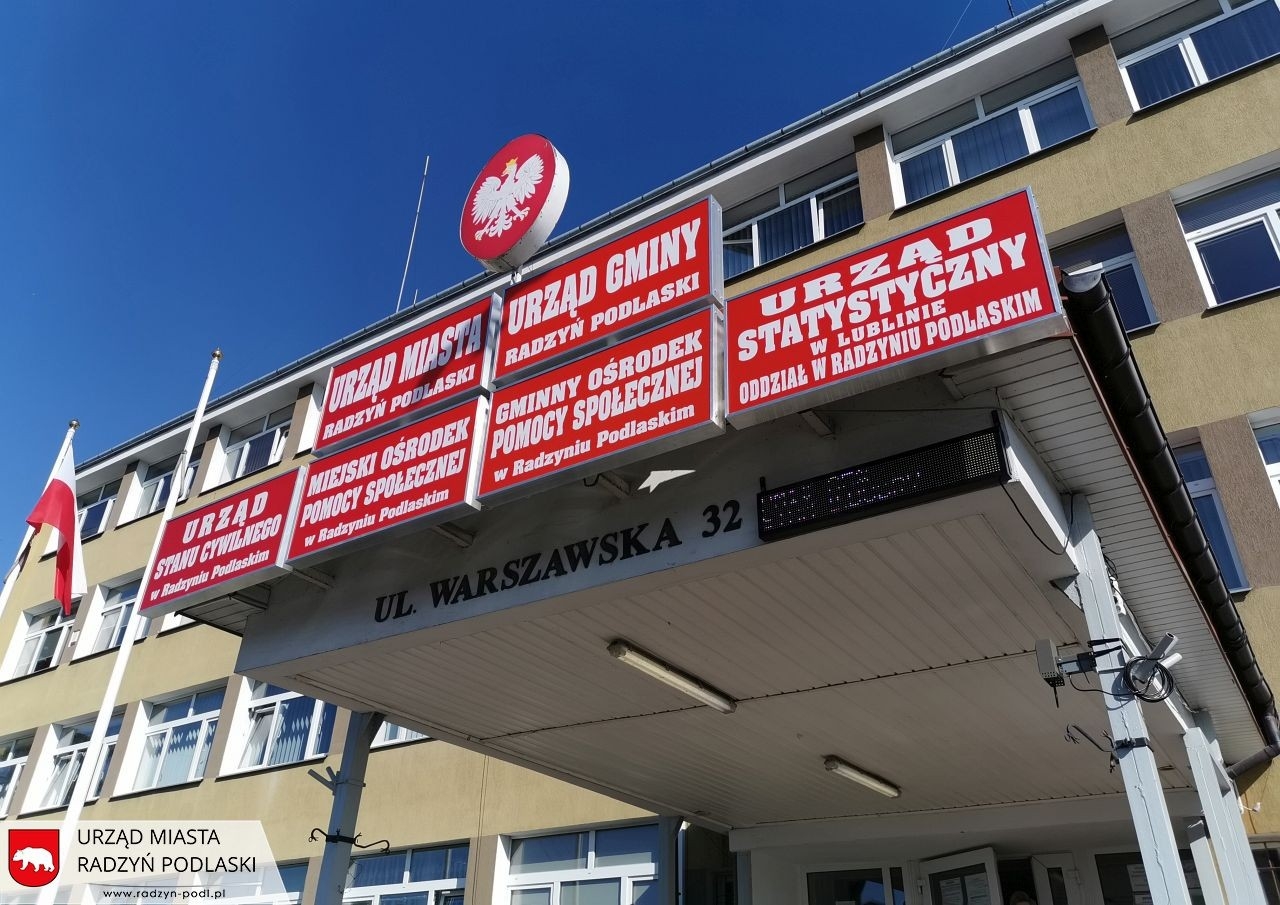 URZĄD MIASTA
RADZYŃ PODLASKI
URZĄD GMINY
RADZYŃ PODLASKI
URZĄD
STATYSTYCZNY
W LUBLINIE
ODDZIAŁ W RADZYNIU PODLASKIM
URZĄD
STANU CYWILNEGO
w Radzyniu Podlaskim
MIEJSKI OŚRODEK
POMOCY SPOŁECZNEJ
w Radzyniu Podlaskim
GMINNY OŚRODEK
POMOCY SPOŁECZNEJ
w Radzyniu Podlaskim
UL. WARSZAWSKA 32
URZĄD MIASTA
RADZYŃ PODLASKI
www.radzyn-podl.pl